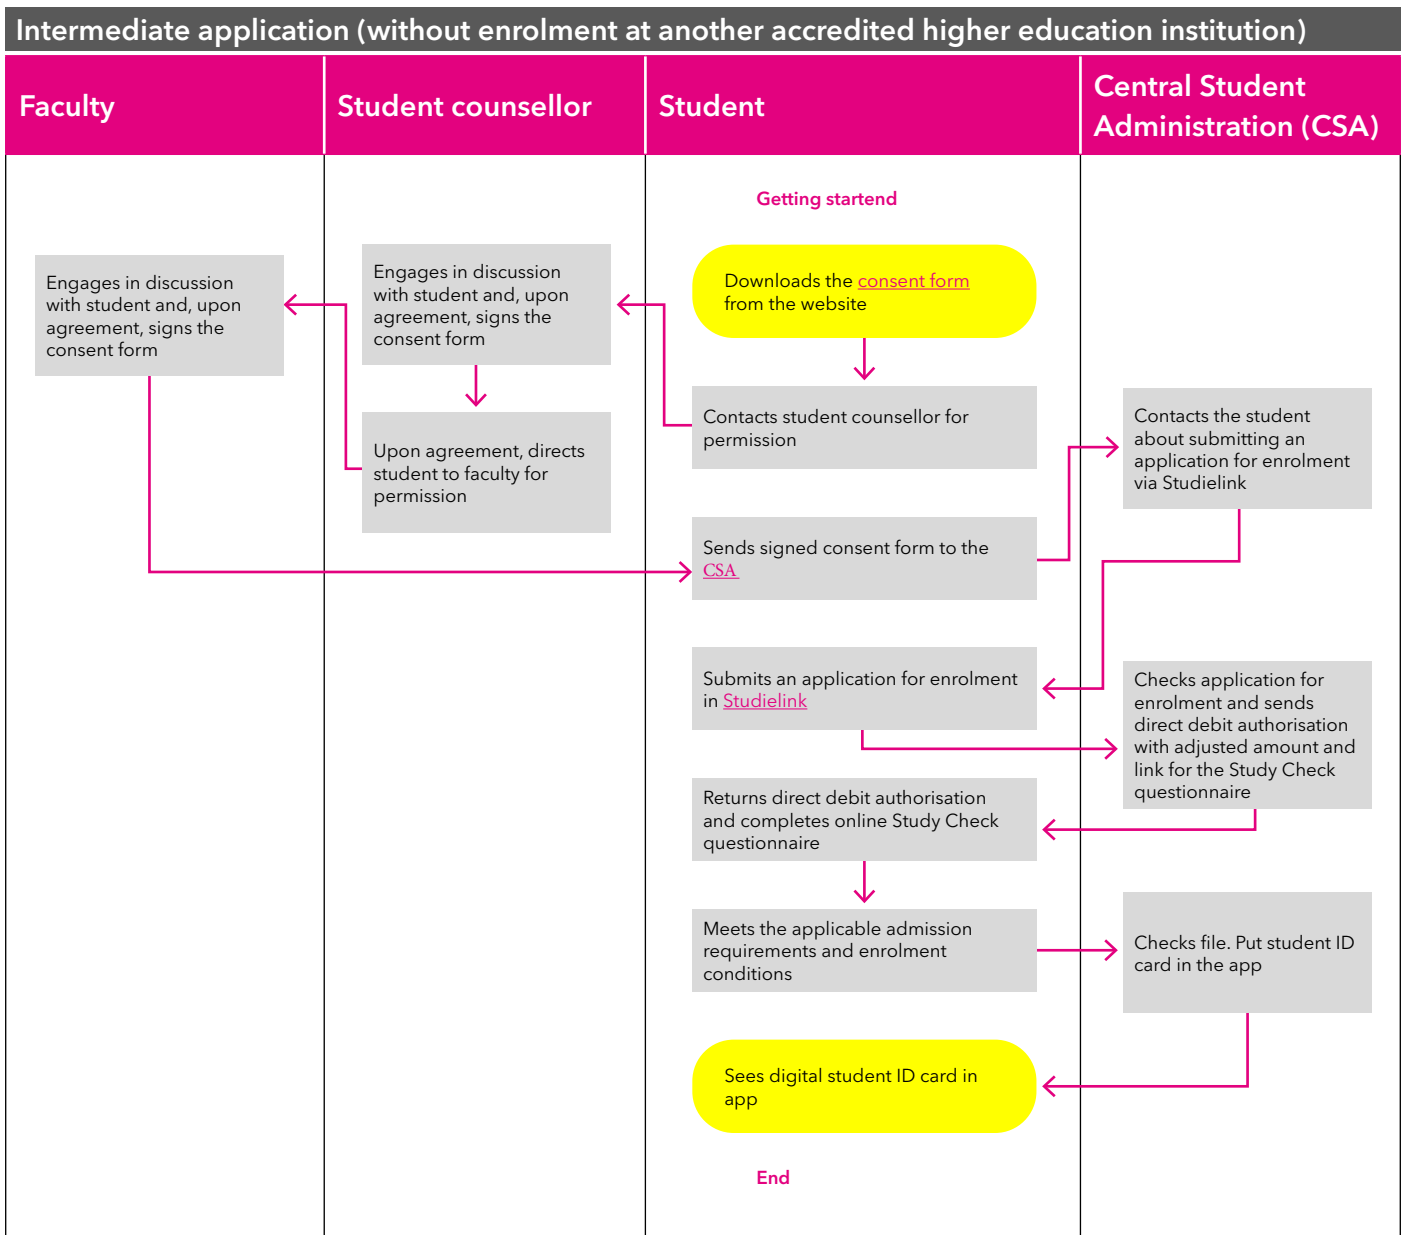 Intermediate application (without enrolment at another accredited higher education institution)
Faculty
Student counsellor
Student
Central Student
Administration (CSA)
Getting startend
Downloads the consent form
from the website
Engages in discussion
with student and, upon
agreement, signs the
consent form
Engages in discussion
with student and, upon
agreement, signs the
consent form
Contacts student counsellor for
permission
Upon agreement, directs
student to faculty for
permission
Contacts the student
about submitting an
application for enrolment
via Studielink
Sends signed consent form to the
CSA
Submits an application for enrolment
in Studielink
Checks application for
enrolment and sends
direct debit authorisation
with adjusted amount and
link for the Study Check
questionnaire
Returns direct debit authorisation
and completes online Study Check
questionnaire
Meets the applicable admission
requirements and enrolment
conditions
Checks file. Put student ID
card in the app
Sees digital student ID card in
app
End